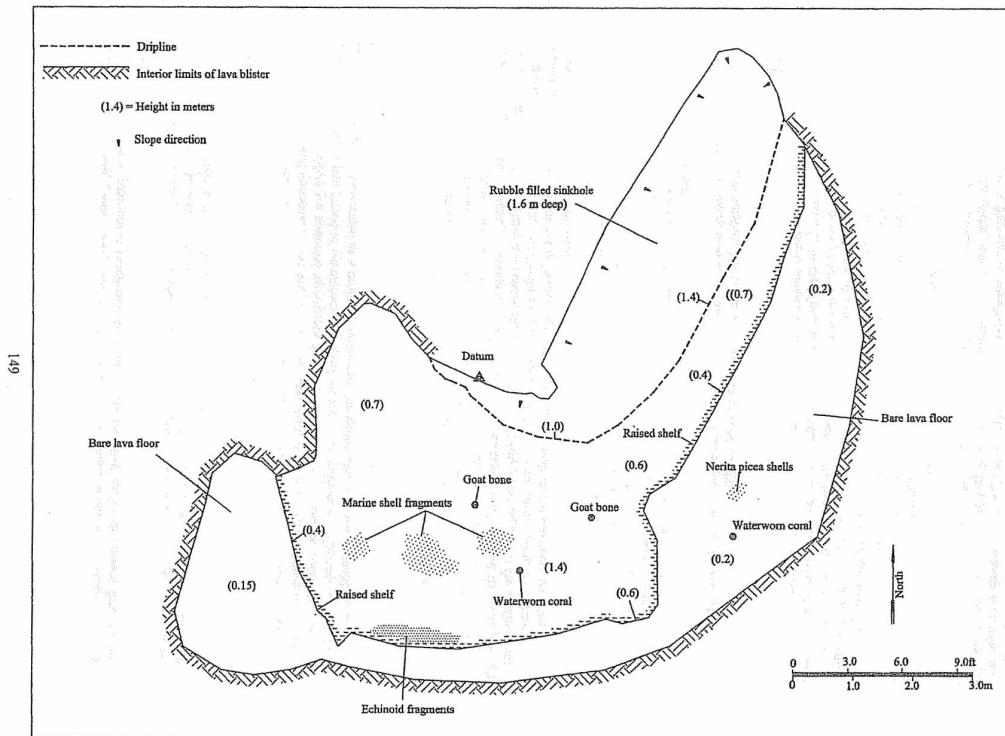 Dripline
Interior limits of lava blister
(1.4) = Height in meters
Slope direction
Rubble filled sinkhole
(1.6 m deep)
149
(1.4)
((0.7)
(0.2)
Datum
(0.7)
(0.4)
(1.0)
Bare lava floor
Raised shelf
Bare lava floor
(0.6)
Nerita picea shells
Goat bone
Marine shell fragments
Goat bone
(0.4)
Waterworn coral
(1.4)
(0.2)
(0.15)
Raised shelf
Waterworn coral
(0.6)
North
Echinoid fragments
0 3.0 6.0 9.0ft
0 1.0 2.0 3.0m